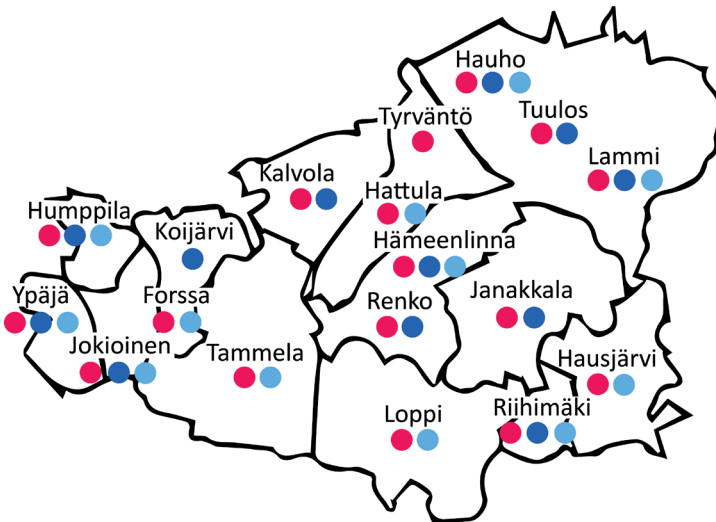 Hauho
Tuulos
Tyrväntö
Lammi
Kalvola
Hattula
Humppila
Koijärvi
Hämeenlinna
Ypäjä
Forssa
Renko
Janakkala
Jokioinen
Tammela
Hausjärvi
Loppi
Riihimäki